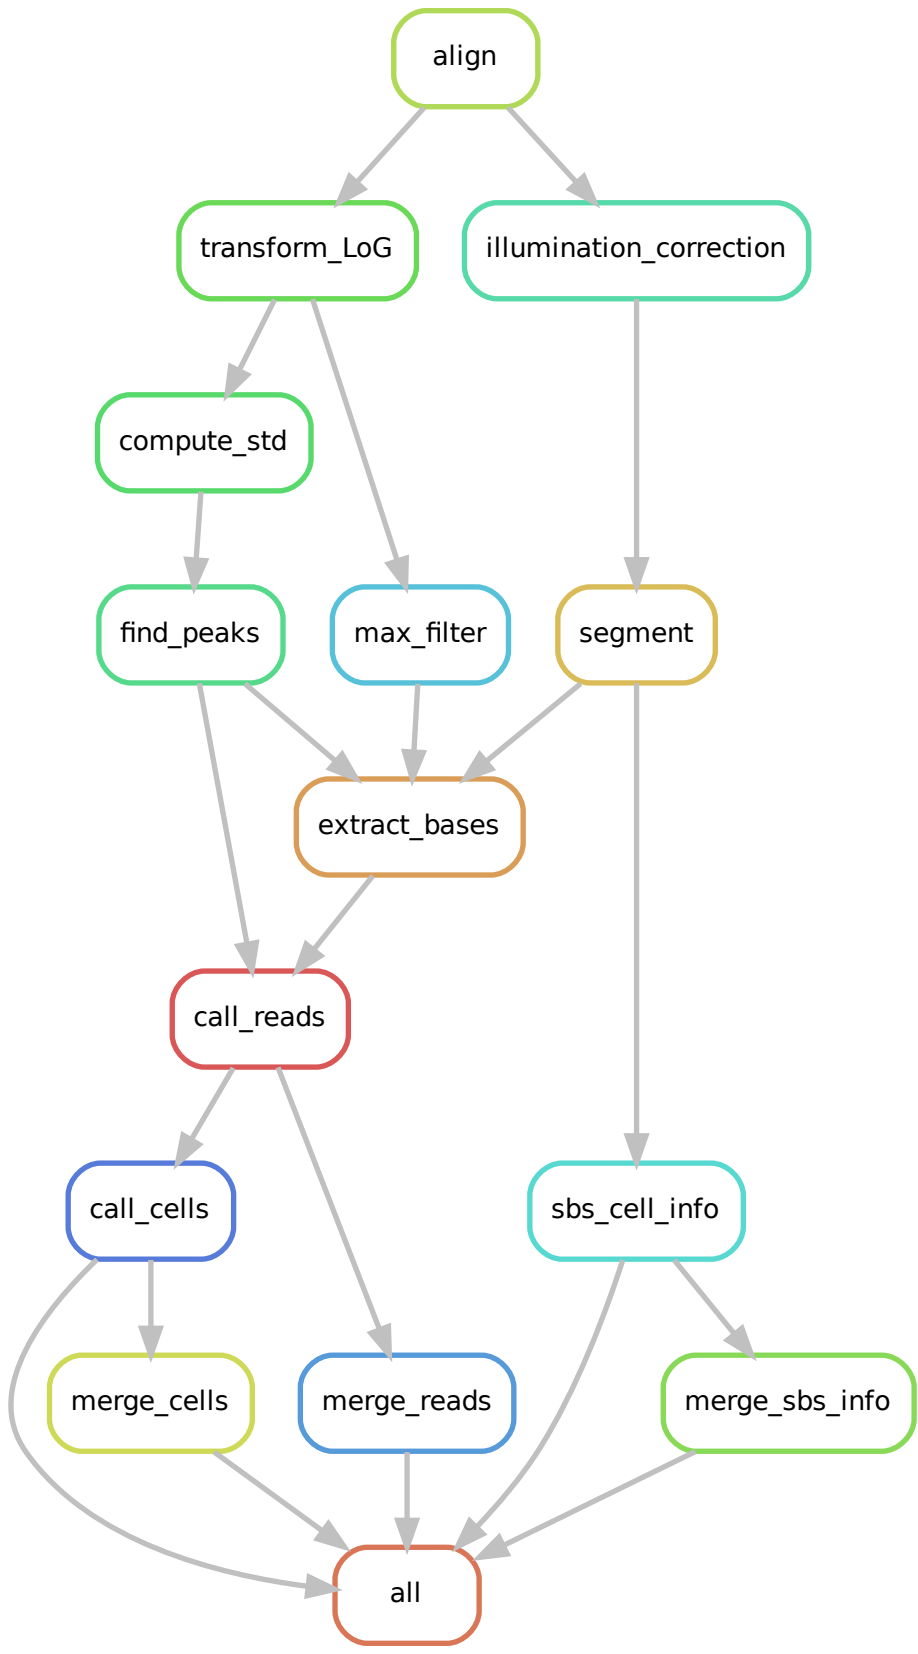 align
transform_LoG
illumination_correction
compute_std
find_peaks
max_filter
segment
extract_bases
call_reads
call_cells
sbs_cell_info
merge_cells
merge_reads
merge_sbs_info
all